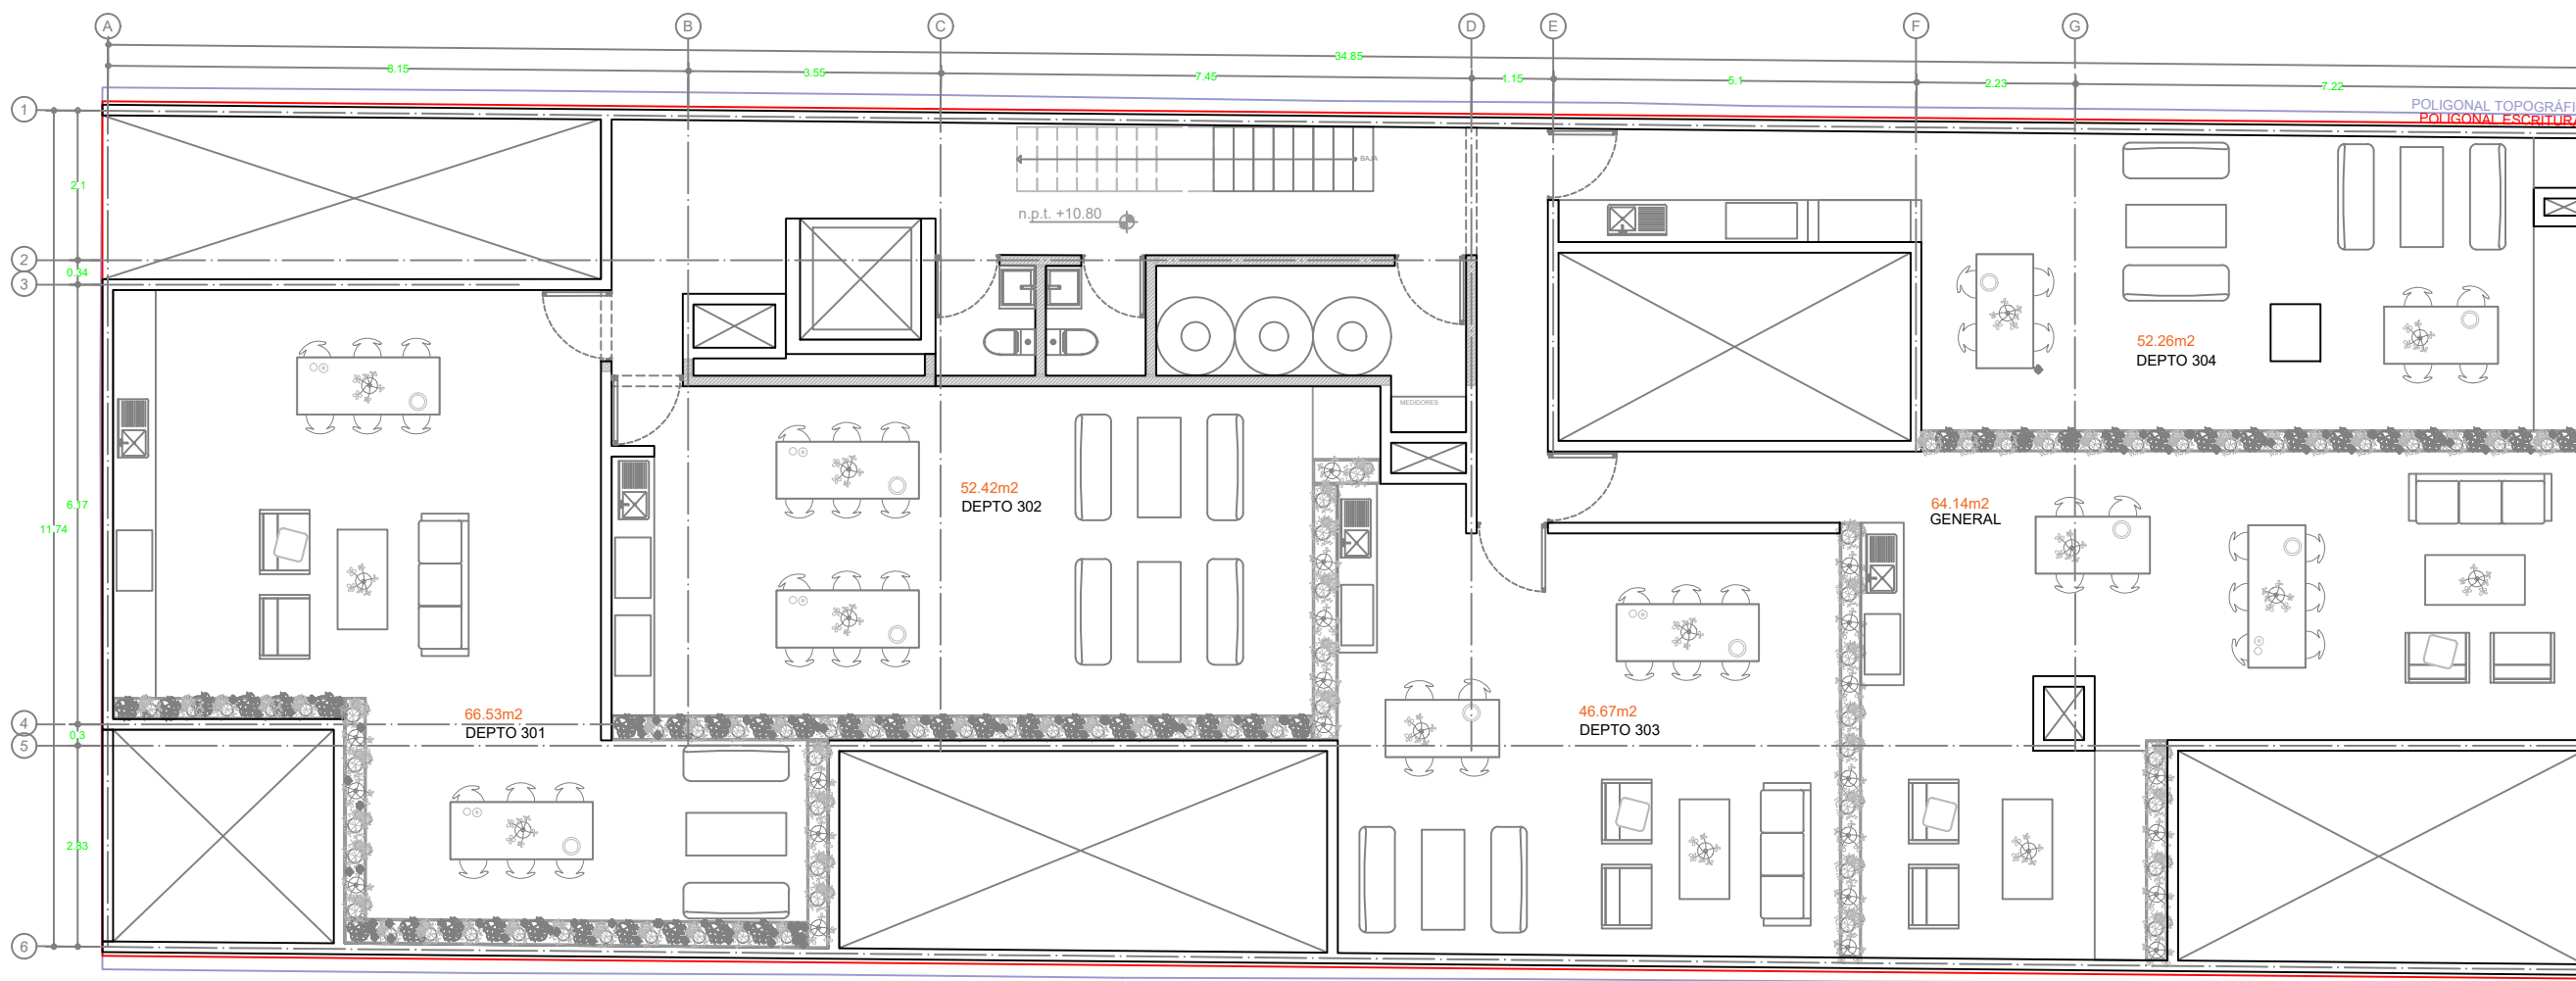 A
B
C
D
E
F
G
34.85
8.15
3.55
7.45
1.15
5.1
2.23
7.22
POLIGONAL TOPOGRÁFI
POLIGONAL ESCRITURA
1
2
3
4
5
6
2.1
0.34
6.17
11.74
0.3
2.83
BAJA
n.p.t. +10.80
MEDIDORES
52.26m2
DEPTO 304
52.42m2
DEPTO 302
64.14m2
GENERAL
66.53m2
DEPTO 301
46.67m2
DEPTO 303